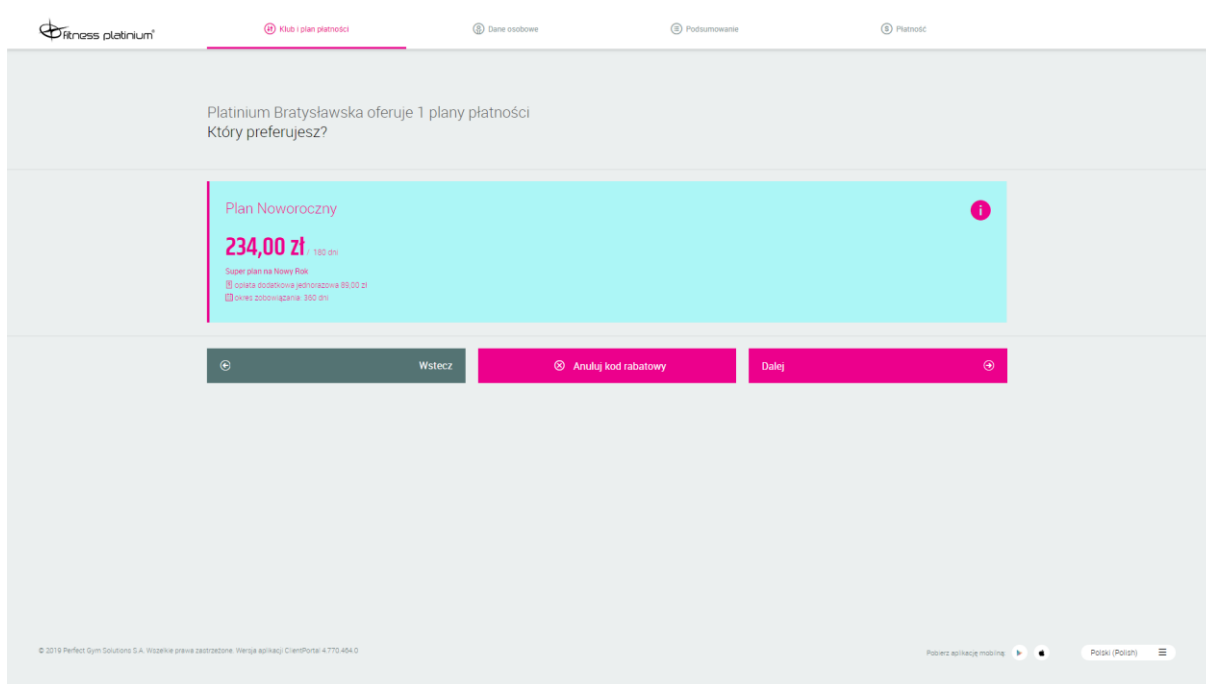 fitness platinium
Klub i plan płatności
Dane osobowe
Podsumowanie
Płatność
Platinium Bratysławska oferuje 1 plany płatności
Który preferujesz?
Plan Noworoczny
234,00 zł / 180 dni
Super plan na Nowy Rok
opłata dodatkowa jednorazowa 89,00 zł
okres zobowiązania: 360 dni
Wstecz
Anuluj kod rabatowy
Dalej
© 2019 Perfect Gym Solutions S.A. Wszelkie prawa zastrzeżone. Wersja aplikacji ClientPortal 4.770.464.0
Pobierz aplikację mobilną:
Polski (Polish)